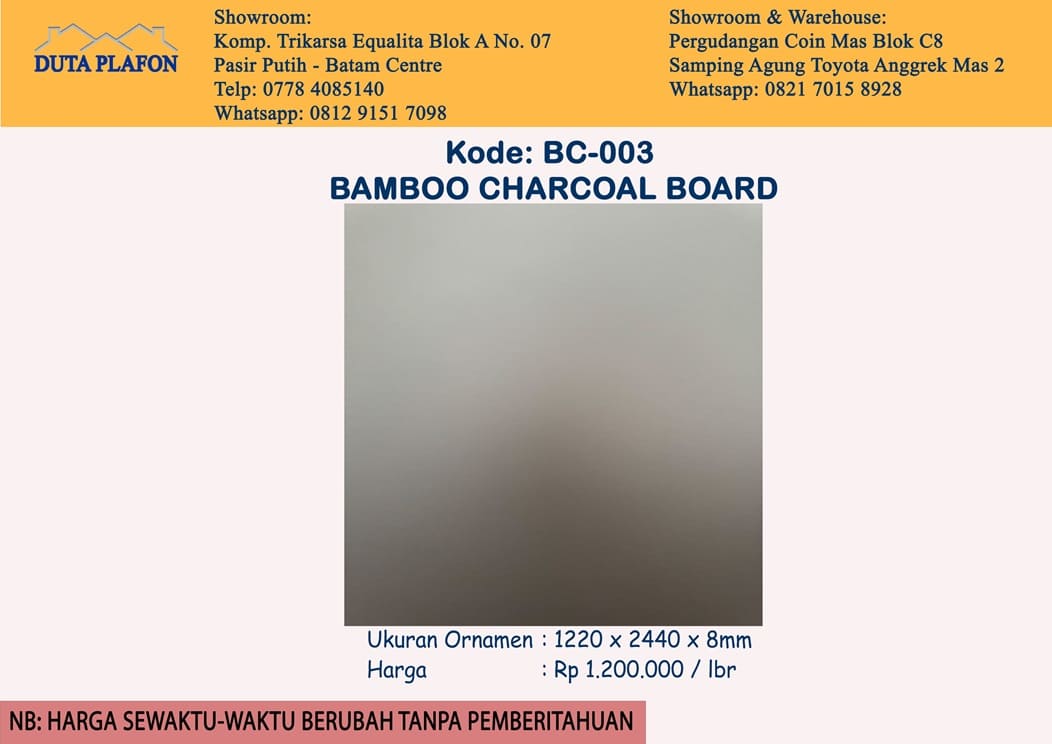 DUTA PLAFON
Showroom:
Komp. Trikarsa Equalita Blok A No. 07
Pasir Putih - Batam Centre
Telp: 0778 4085140
Whatsapp: 0812 9151 7098
Showroom & Warehouse:
Pergudangan Coin Mas Blok C8
Samping Agung Toyota Anggrek Mas 2
Whatsapp: 0821 7015 8928
Kode: BC-003
BAMBOO CHARCOAL BOARD
Ukuran Ornamen : 1220 x 2440 x 8mm
Harga : Rp 1.200.000 / lbr
NB: HARGA SEWAKTU-WAKTU BERUBAH TANPA PEMBERITAHUAN